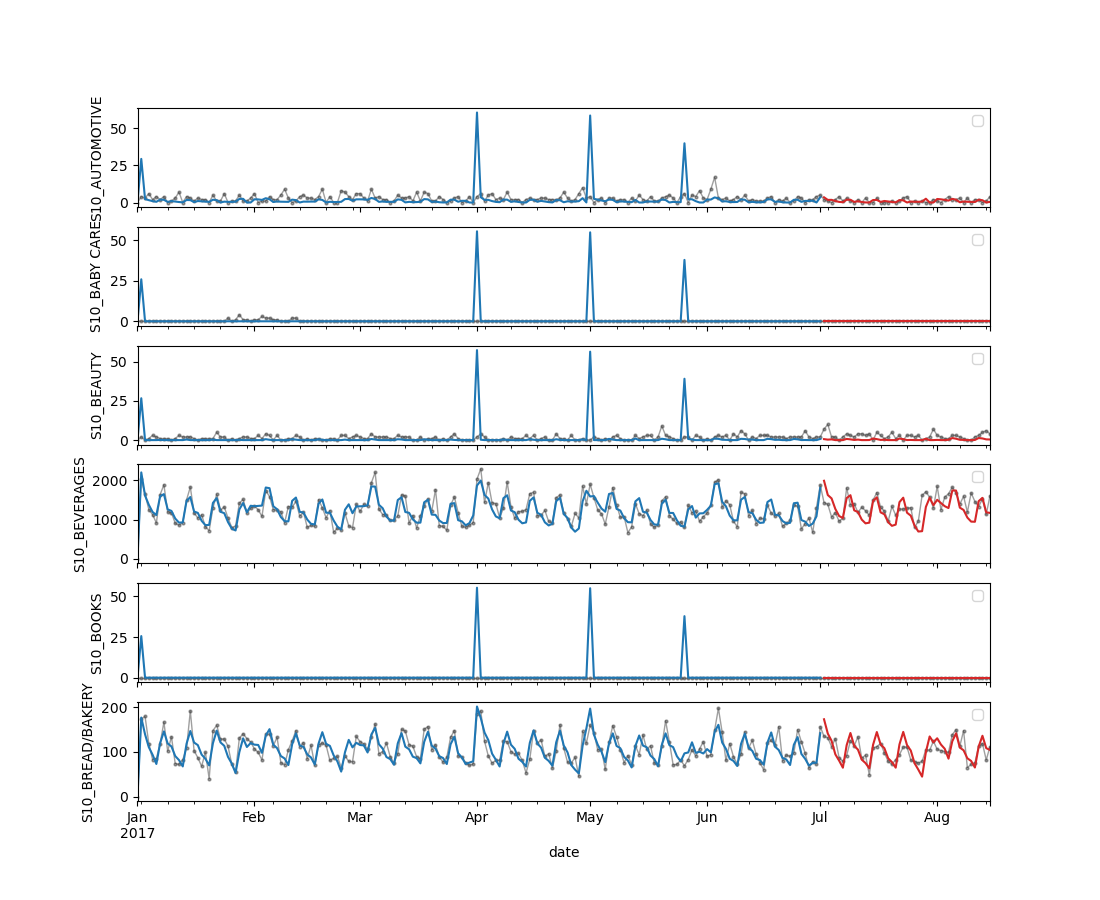 S10_AUTOMOTIVE
50
25
0
S10_BABY CARE
50
25
0
S10_BEAUTY
50
25
0
S10_BEVERAGES
2000
1000
0
S10_BOOKS
50
25
0
S10_BREAD/BAKERY
200
100
0
Jan Feb Mar Apr May Jun Jul Aug
2017
date